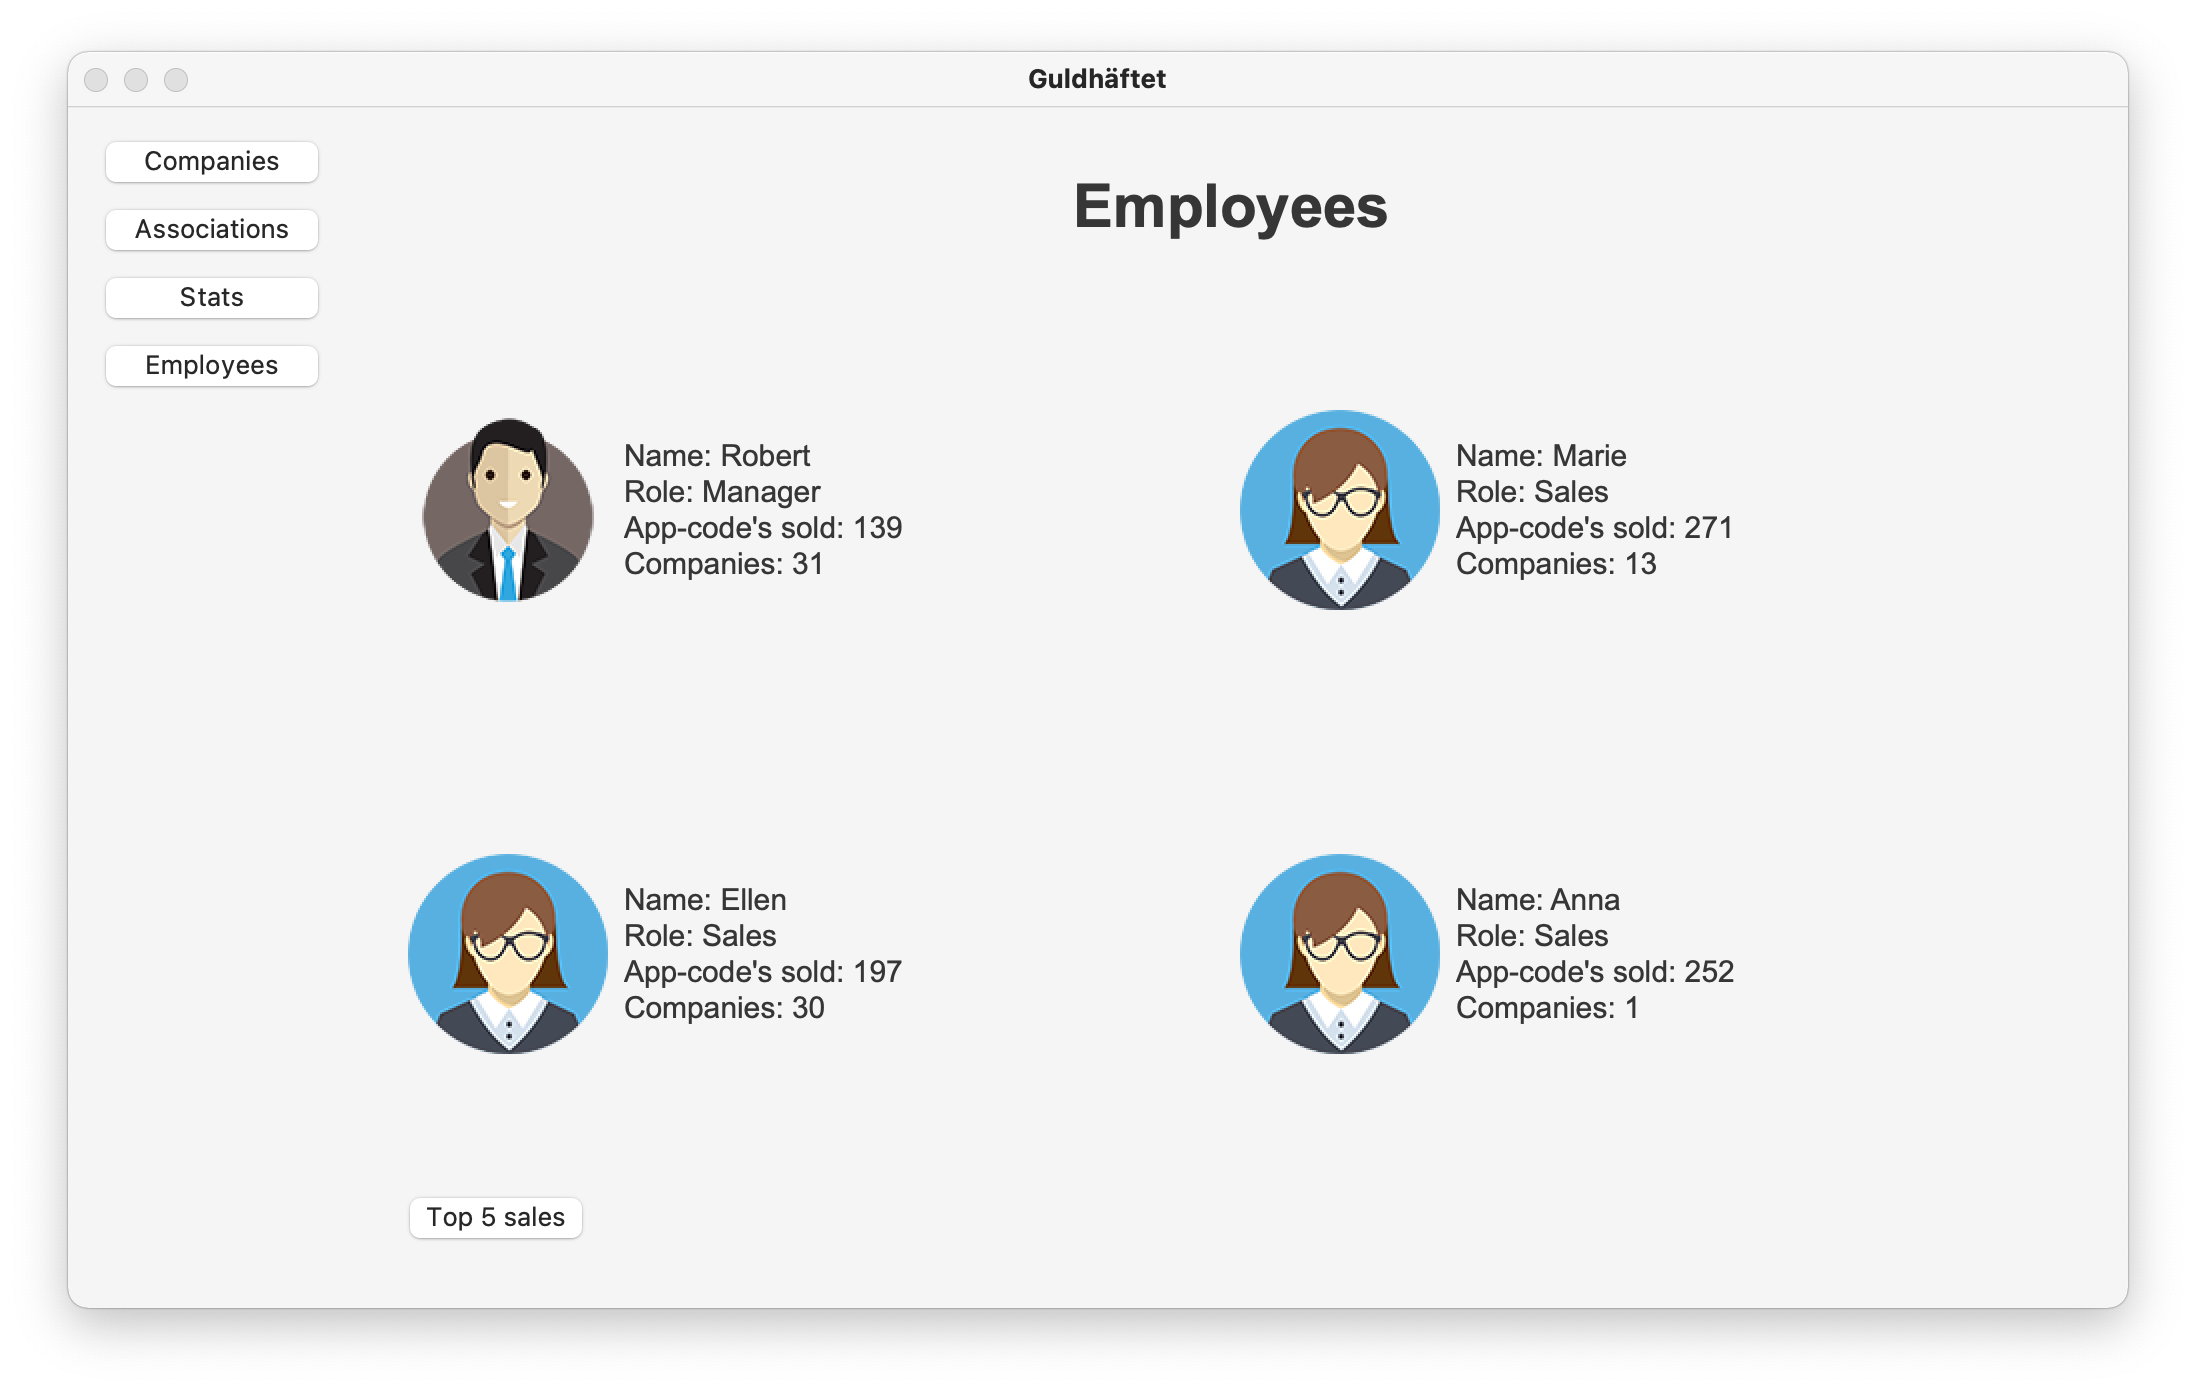 Guldhäftet
Companies
Associations
Stats
Employees
Employees
Name: Robert
Role: Manager
App-code's sold: 139
Companies: 31
Name: Marie
Role: Sales
App-code's sold: 271
Companies: 13
Name: Ellen
Role: Sales
App-code's sold: 197
Companies: 30
Name: Anna
Role: Sales
App-code's sold: 252
Companies: 1
Top 5 sales